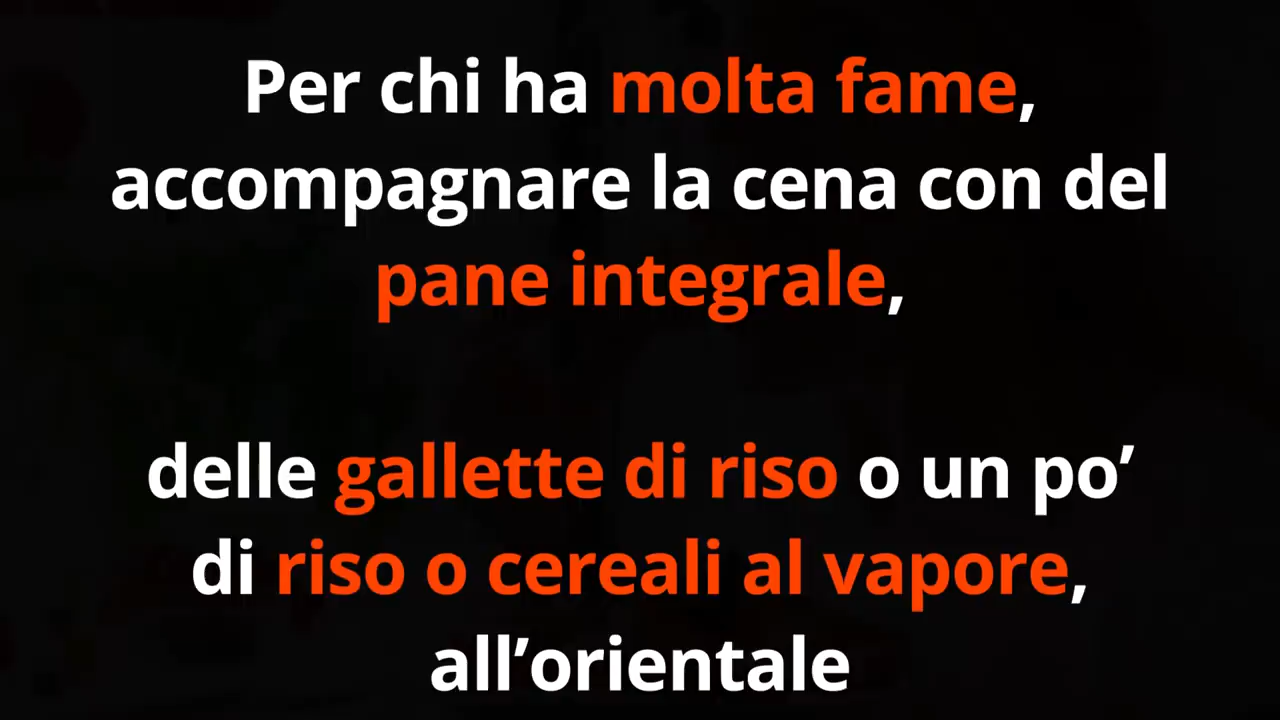 Per chi ha molta fame,
accompagnare la cena con del
pane integrale,
delle gallette di riso o un po’
di riso o cereali al vapore,
all’orientale